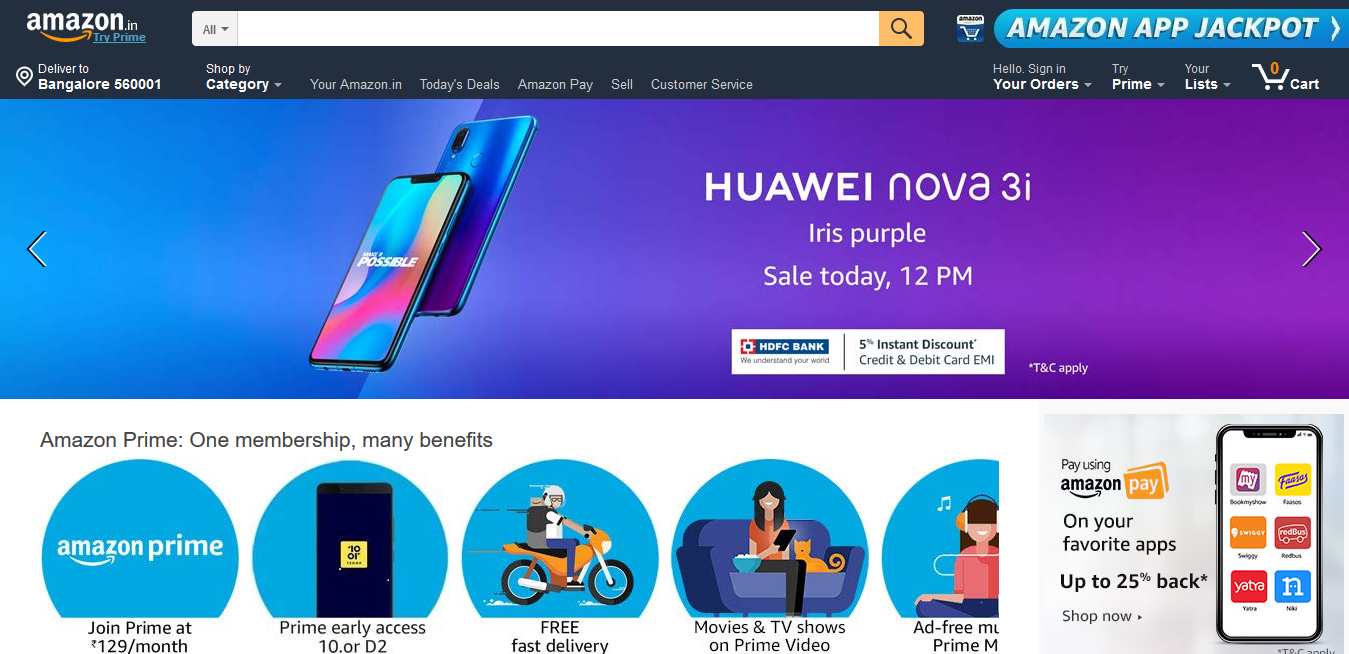 amazon.in
Try Prime
All
amazon
AMAZON APP JACKPOT
Deliver to
Bangalore 560001
Shop by
Category
Your Amazon.in
Today's Deals
Amazon Pay
Sell
Customer Service
Hello. Sign in
Your Orders
Try
Prime
Your
Lists
0
Cart
HUAWEI nova 3i
Iris purple
Sale today, 12 PM
MAKE IT
POSSIBLE
HDFC BANK
We understand your world
5% Instant Discount*
Credit & Debit Card EMI
*T&C apply
Amazon Prime: One membership, many benefits
amazon prime
Join Prime at
₹129/month
10
or
TENOR
Prime early access
10.or D2
FREE
fast delivery
Movies & TV shows
on Prime Video
Ad-free mu
Prime M
Pay using
amazon pay
On your
favorite apps
Up to 25% back*
Shop now
my
Bookmyshow
Faasos
Faasos
SWIGGY
Swiggy
redBus
Redbus
yatra
Yatra
n
Niki
*T&C apply